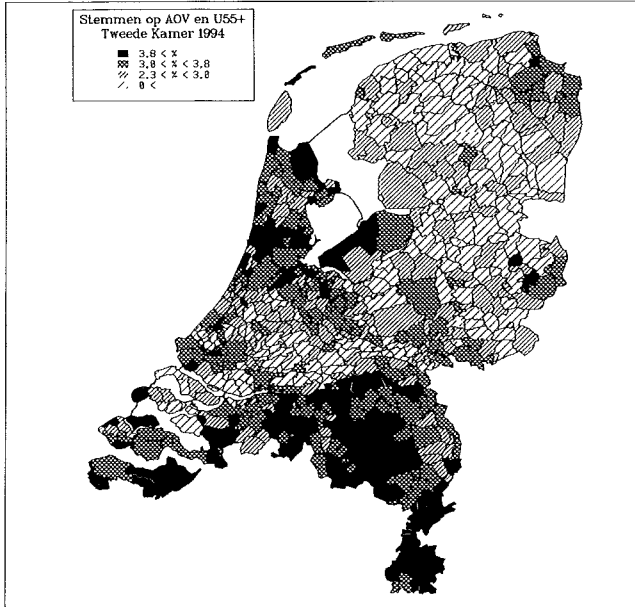 Stemmen op AOV en U55+
Tweede Kamer 1994
3.8 < %
3.0 < % < 3.8
2.3 < % < 3.0
0 <